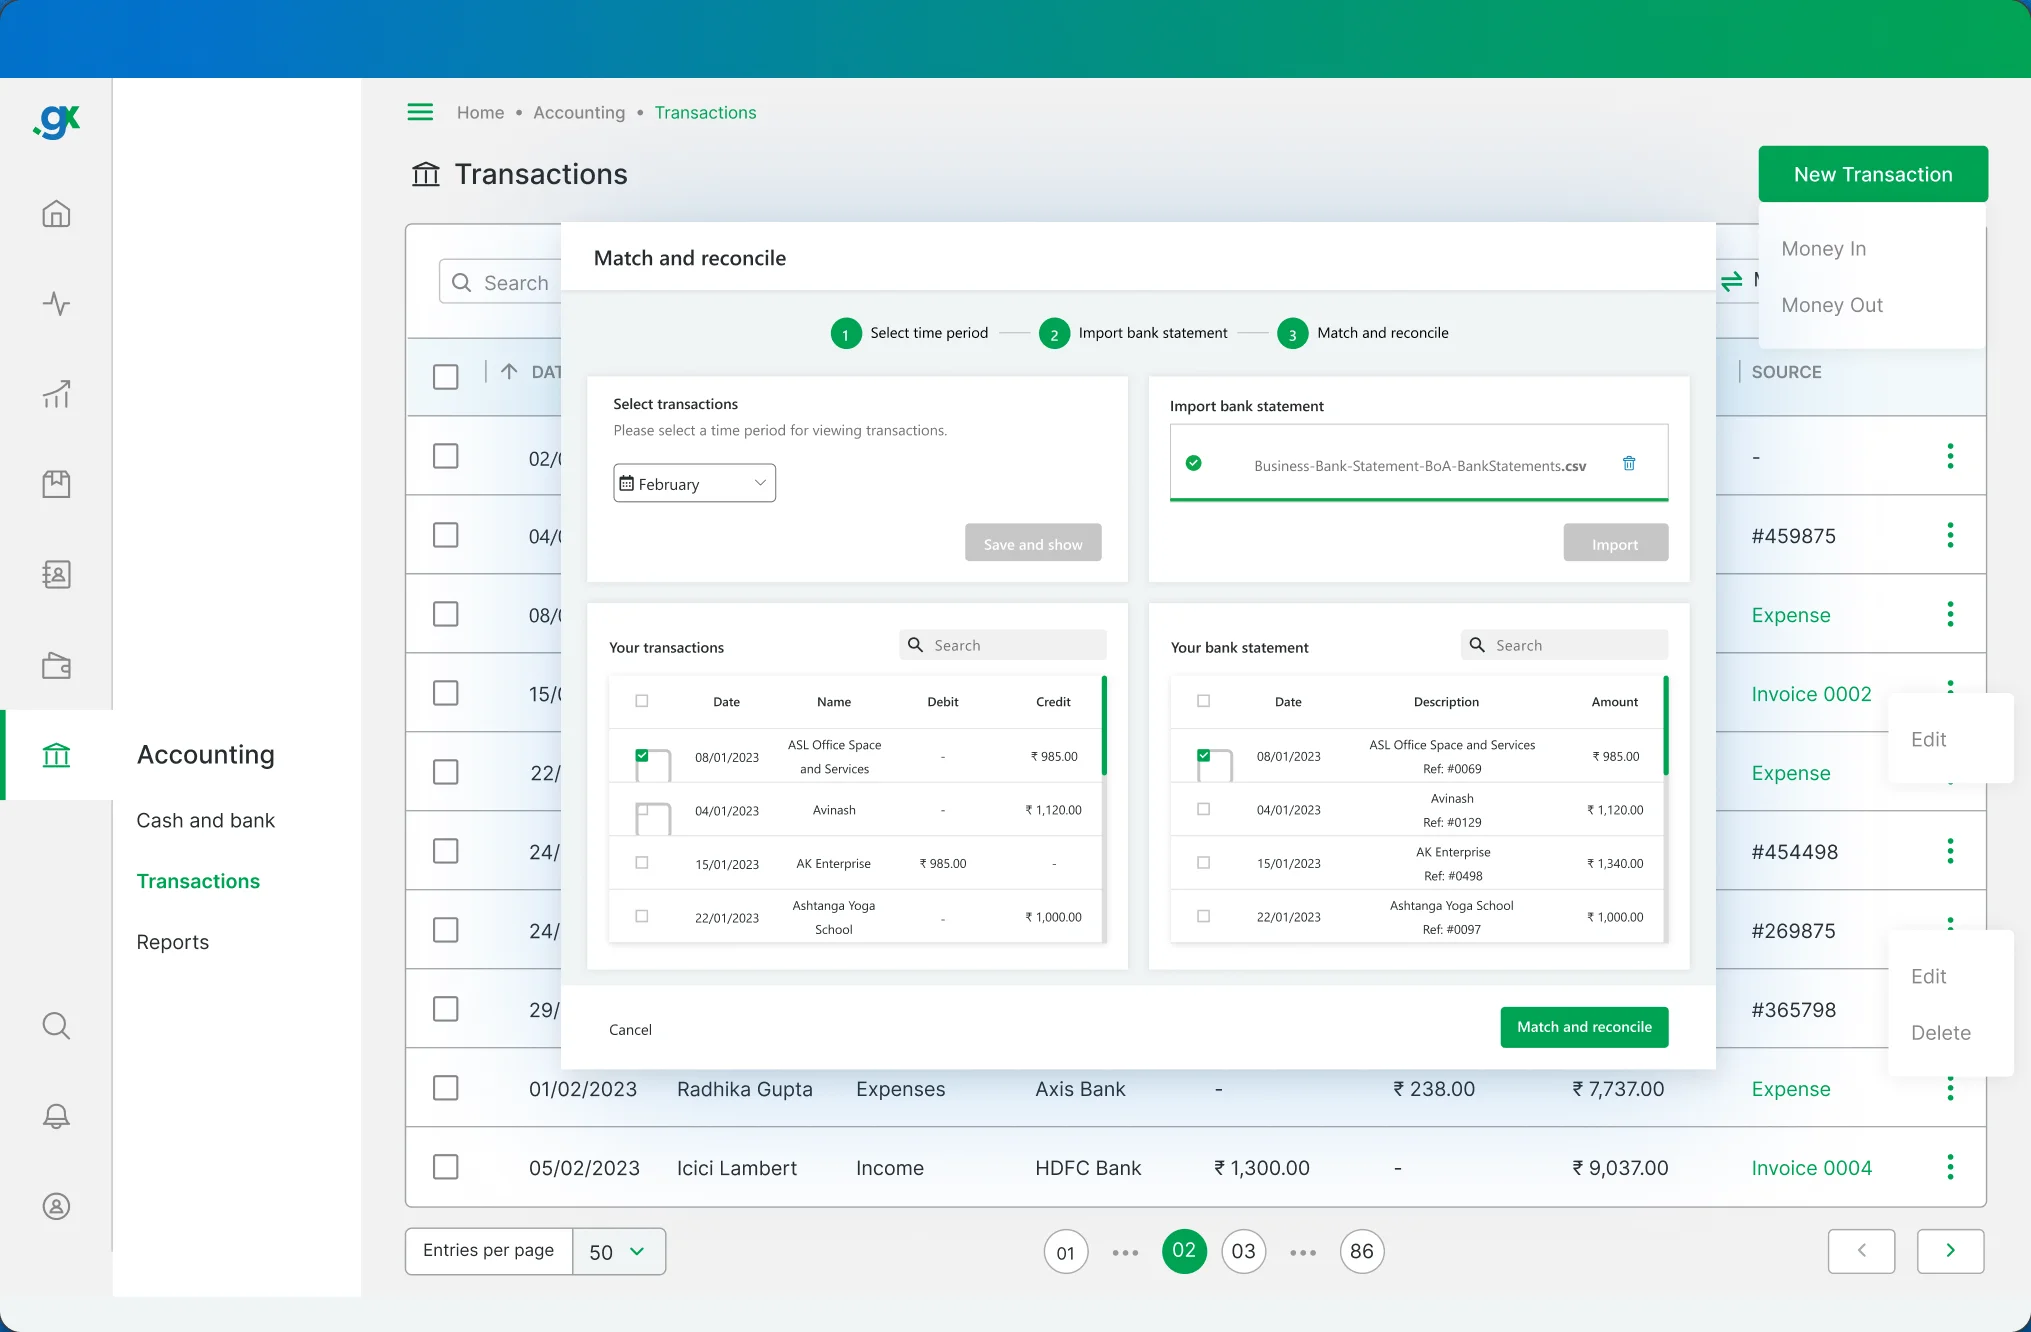 .gx
Home • Accounting • Transactions
Transactions
New Transaction
Money In
Money Out
Search
DAT
SOURCE
02/0
-
04/0
#459875
08/0
Expense
15/0
Invoice 0002
Edit
22/
Expense
24/
#454498
24/
#269875
Edit
Delete
29/
#365798
01/02/2023 Radhika Gupta Expenses Axis Bank - ₹ 238.00 ₹ 7,737.00 Expense
05/02/2023 Icici Lambert Income HDFC Bank ₹ 1,300.00 - ₹ 9,037.00 Invoice 0004
Entries per page 50
01 ••• 02 03 ••• 86
Accounting
Cash and bank
Transactions
Reports
Match and reconcile
1 Select time period 2 Import bank statement 3 Match and reconcile
Select transactions
Please select a time period for viewing transactions.
February
Save and show
Import bank statement
Business-Bank-Statement-BoA-BankStatements.csv
Import
Your transactions
Search
Date Name Debit Credit
08/01/2023 ASL Office Space - ₹ 985.00
and Services
04/01/2023 Avinash - ₹ 1,120.00
15/01/2023 AK Enterprise ₹ 985.00 -
22/01/2023 Ashtanga Yoga - ₹ 1,000.00
School
Your bank statement
Search
Date Description Amount
08/01/2023 ASL Office Space and Services ₹ 985.00
Ref: #0069
04/01/2023 Avinash ₹ 1,120.00
Ref: #0129
15/01/2023 AK Enterprise ₹ 1,340.00
Ref: #0498
22/01/2023 Ashtanga Yoga School ₹ 1,000.00
Ref: #0097
Cancel
Match and reconcile